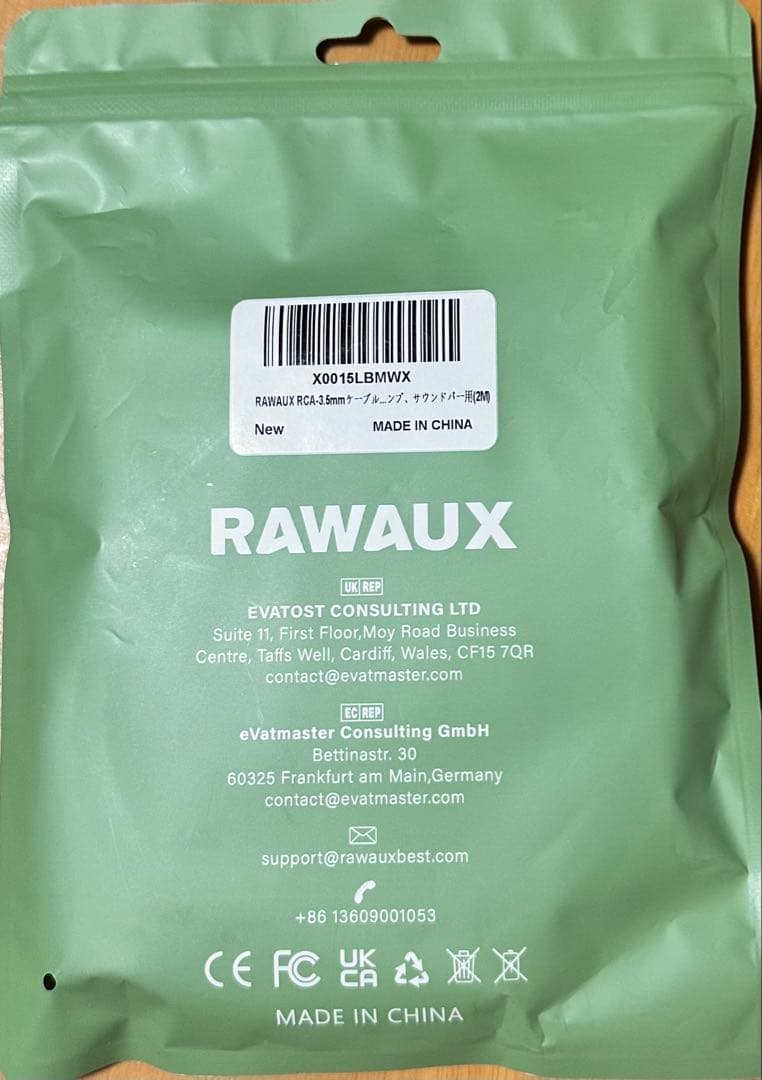 X0015LBMWX
RAWAUX RCA-3.5mmケーブル...ンプ、サウンドバー用(2M)
New MADE IN CHINA
RAWAUX
UK REP
EVATOST CONSULTING LTD
Suite 11, First Floor,Moy Road Business
Centre, Taffs Well, Cardiff, Wales, CF15 7QR
contact@evatmaster.com
EC REP
eVatmaster Consulting GmbH
Bettinastr. 30
60325 Frankfurt am Main,Germany
contact@evatmaster.com
support@rawauxbest.com
+86 13609001053
CE FC UK CA
MADE IN CHINA